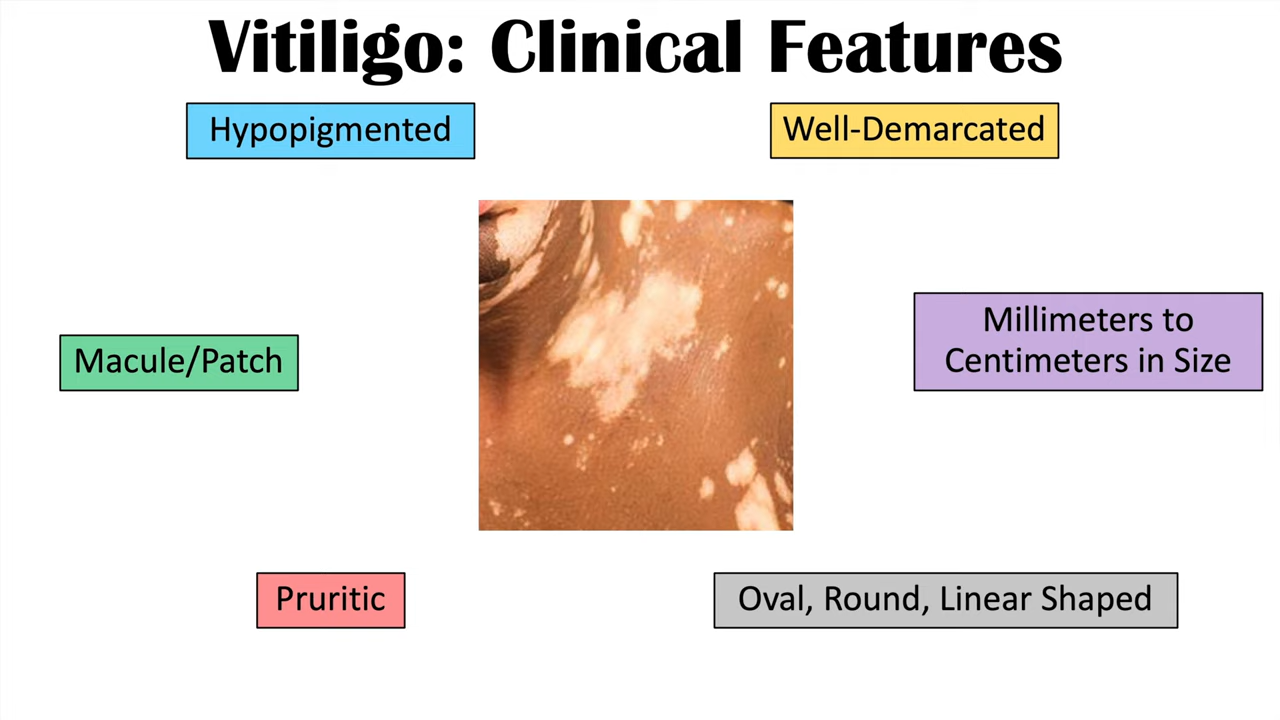 Vitiligo: Clinical Features
Hypopigmented
Well-Demarcated
Millimeters to
Centimeters in Size
Macule/Patch
Pruritic
Oval, Round, Linear Shaped